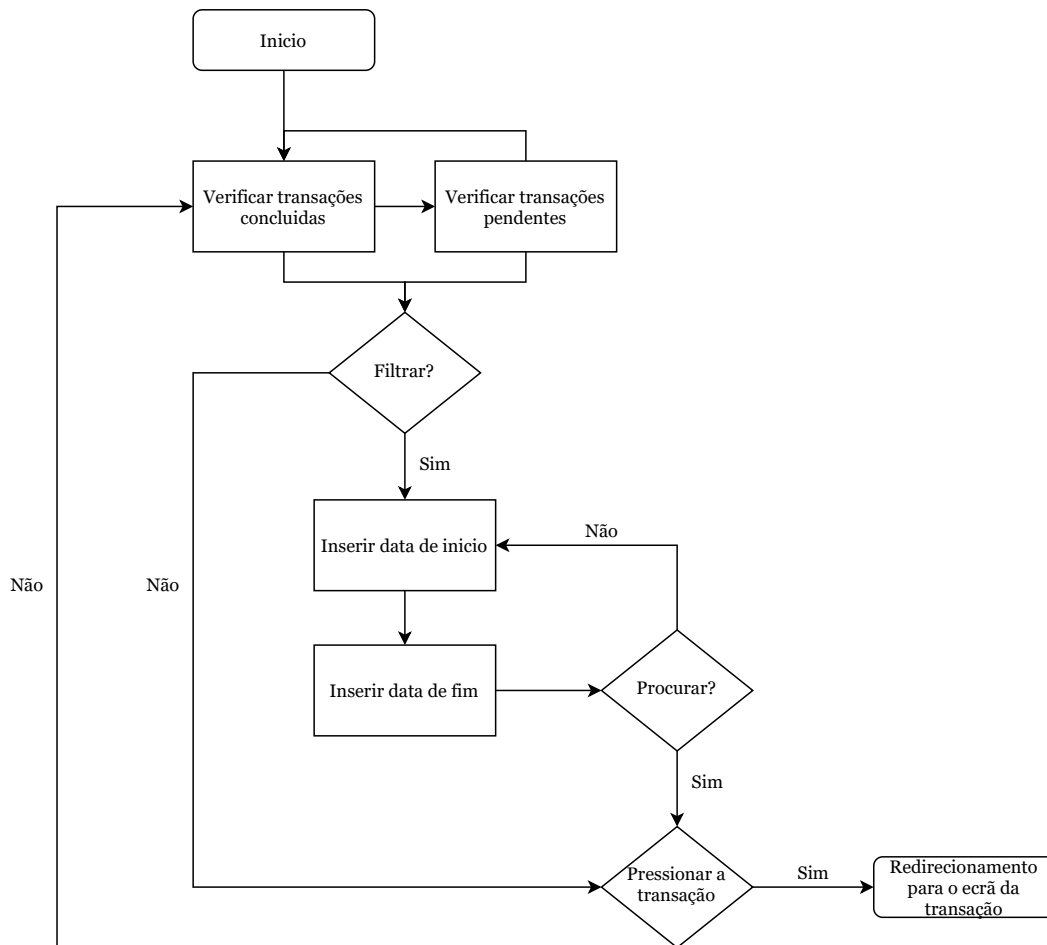 Inicio
Verificar transações
concluidas
Verificar transações
pendentes
Filtrar?
Sim
Inserir data de inicio
Não
Não
Não
Inserir data de fim
Procurar?
Sim
Pressionar a
transação
Sim
Redirecionamento
para o ecrã da
transação